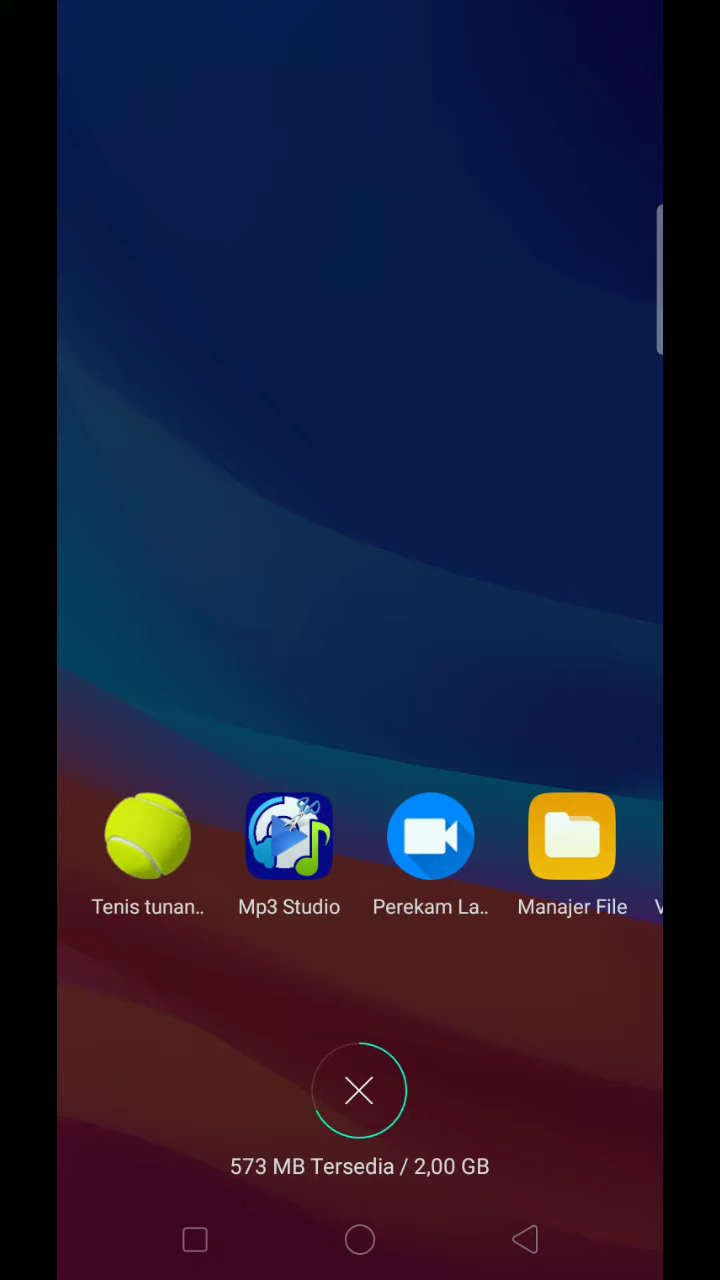 Tenis tunan..
Mp3 Studio
Perekam La..
Manajer File
573 MB Tersedia / 2,00 GB